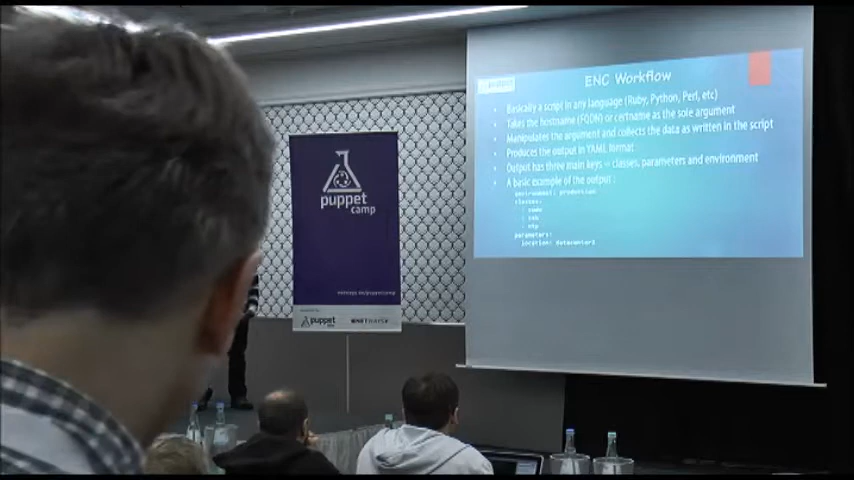 ENC Workflow
Basically a script in any language (Ruby, Python, Perl, etc)
Takes the hostname (FQDN) or certname as the sole argument
Manipulates the argument and collects the data as written in the script
Produces the output in YAML format
Output has three main keys – classes, parameters and environment
A basic example of the output :
environment: production
classes:
- sudo
- ssh
- ntp
parameters:
location: datacenter1
puppet
camp
puppet